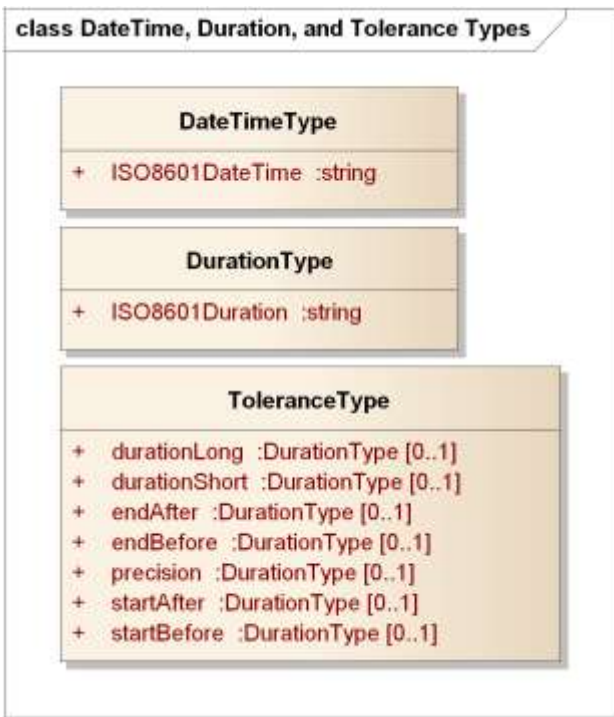 class DateTime, Duration, and Tolerance Types
DateTimeType
+ ISO8601DateTime :string
DurationType
+ ISO8601Duration :string
ToleranceType
+ durationLong :DurationType [0..1]
+ durationShort :DurationType [0..1]
+ endAfter :DurationType [0..1]
+ endBefore :DurationType [0..1]
+ precision :DurationType [0..1]
+ startAfter :DurationType [0..1]
+ startBefore :DurationType [0..1]